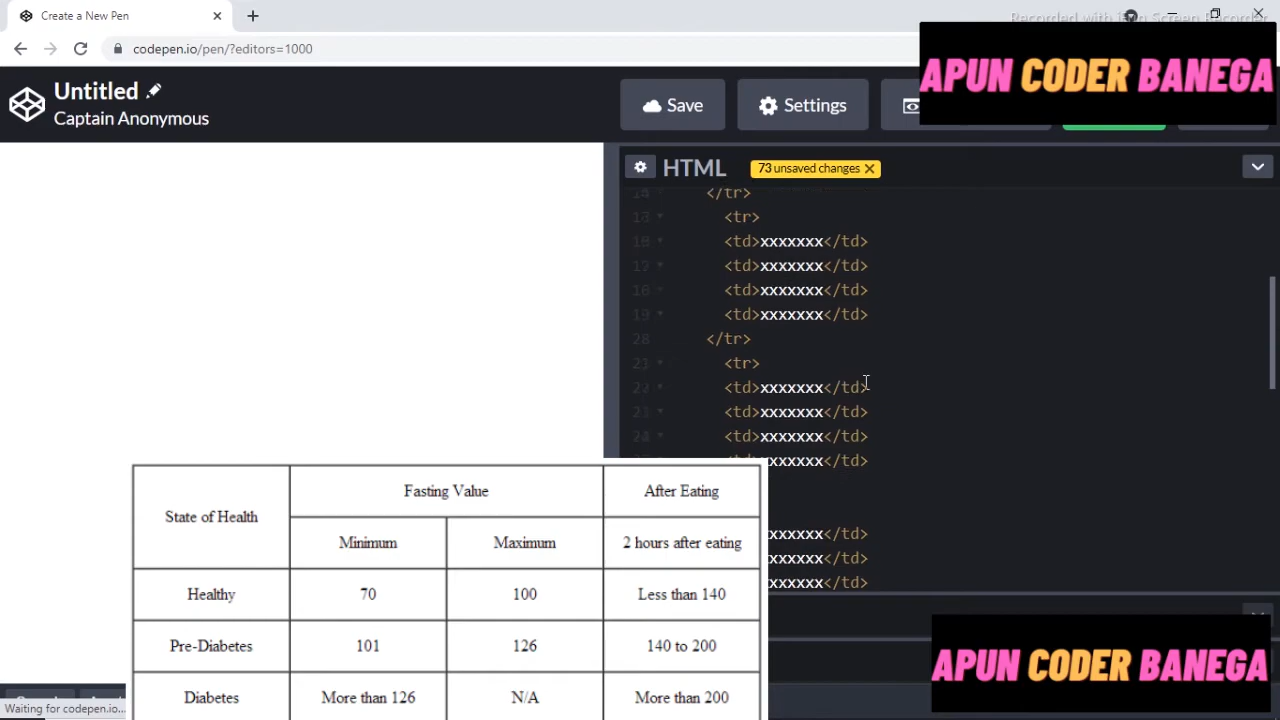 Create a New Pen
Recorded with
Screen Recorder
codepen.io/pen/?editors=1000
APUN CODER BANEGA
Untitled
Captain Anonymous
Save
Settings
HTML
73 unsaved changes
</tr>
<tr>
<td>xxxxxxx</td>
<td>xxxxxxx</td>
<td>xxxxxxx</td>
<td>xxxxxxx</td>
</tr>
<tr>
<td>xxxxxxx</td>
<td>xxxxxxx</td>
<td>xxxxxxx</td>
xxxxxxx</td>
xxxxxxx</td>
xxxxxxx</td>
xxxxxxx</td>
State of Health
Fasting Value
After Eating
Minimum
Maximum
2 hours after eating
Healthy
70
100
Less than 140
Pre-Diabetes
101
126
140 to 200
Diabetes
More than 126
N/A
More than 200
APUN CODER BANEGA
Waiting for codepen.io...